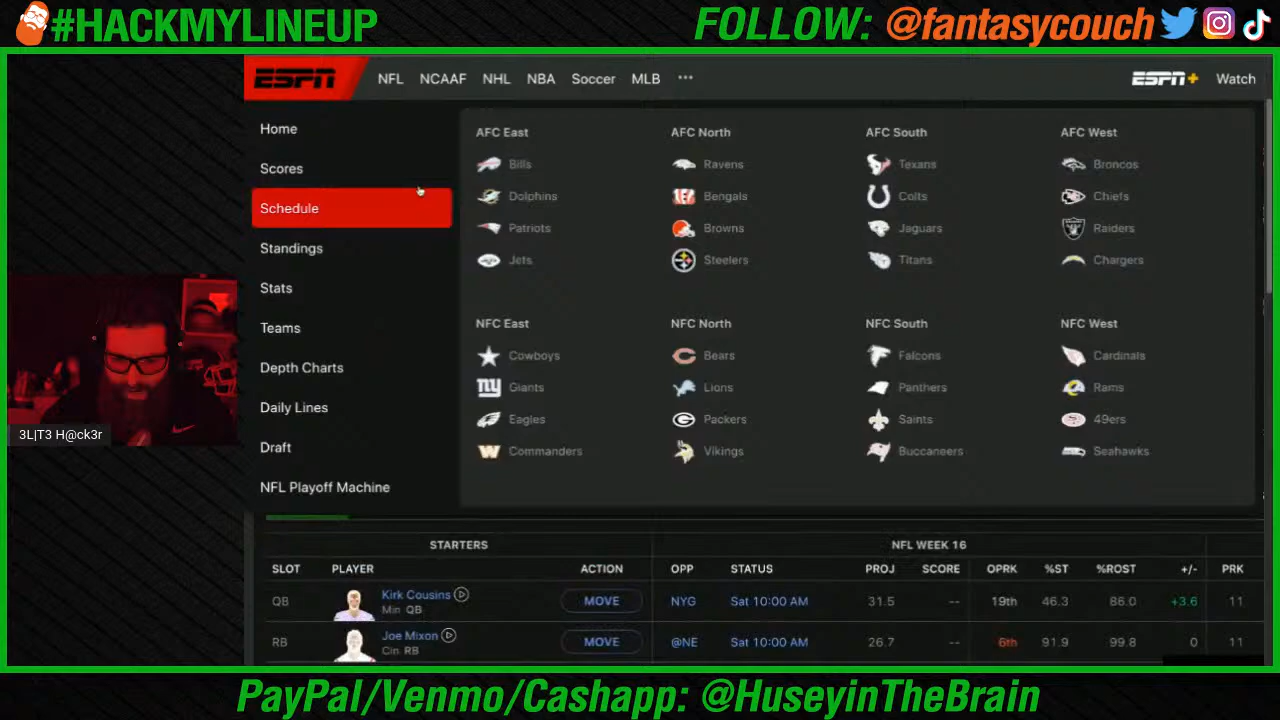 #HACKMYLINEUP
FOLLOW: @fantasycouch
ESPN NFL NCAAF NHL NBA Soccer MLB ••• ESPN+ Watch
Home
Scores
Schedule
Standings
Stats
Teams
Depth Charts
Daily Lines
Draft
NFL Playoff Machine
AFC East
Bills
Dolphins
Patriots
Jets
AFC North
Ravens
Bengals
Browns
Steelers
AFC South
Texans
Colts
Jaguars
Titans
AFC West
Broncos
Chiefs
Raiders
Chargers
NFC East
Cowboys
Giants
Eagles
Commanders
NFC North
Bears
Lions
Packers
Vikings
NFC South
Falcons
Panthers
Saints
Buccaneers
NFC West
Cardinals
Rams
49ers
Seahawks
3L|T3 H@ck3r
STARTERS NFL WEEK 16
SLOT PLAYER ACTION OPP STATUS PROJ SCORE OPRK %ST %ROST +/- PRK
QB Kirk Cousins MOVE NYG Sat 10:00 AM 31.5 -- 19th 46.3 86.0 +3.6 11
Min QB
RB Joe Mixon MOVE @NE Sat 10:00 AM 26.7 -- 6th 91.9 99.8 0 11
Cin RB
PayPal/Venmo/Cashapp: @HuseyinTheBrain